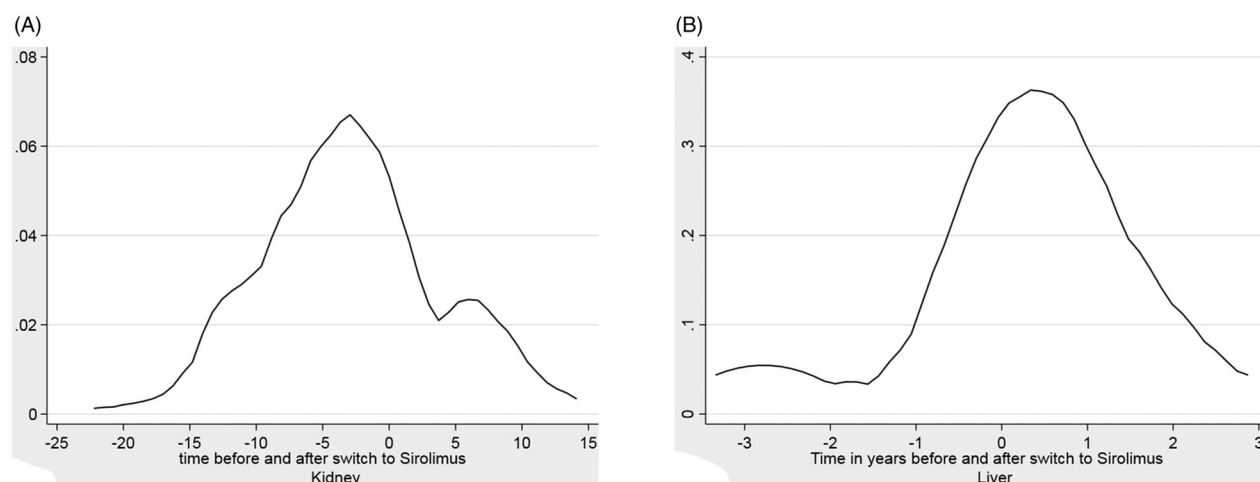 (A)
.08
.06
.04
.02
0
-25 -20 -15 -10 -5 0 5 10 15
time before and after switch to Sirolimus
Kidney
(B)
.4
.3
.2
.1
0
-3 -2 -1 0 1 2 3
Time in years before and after switch to Sirolimus
Liver